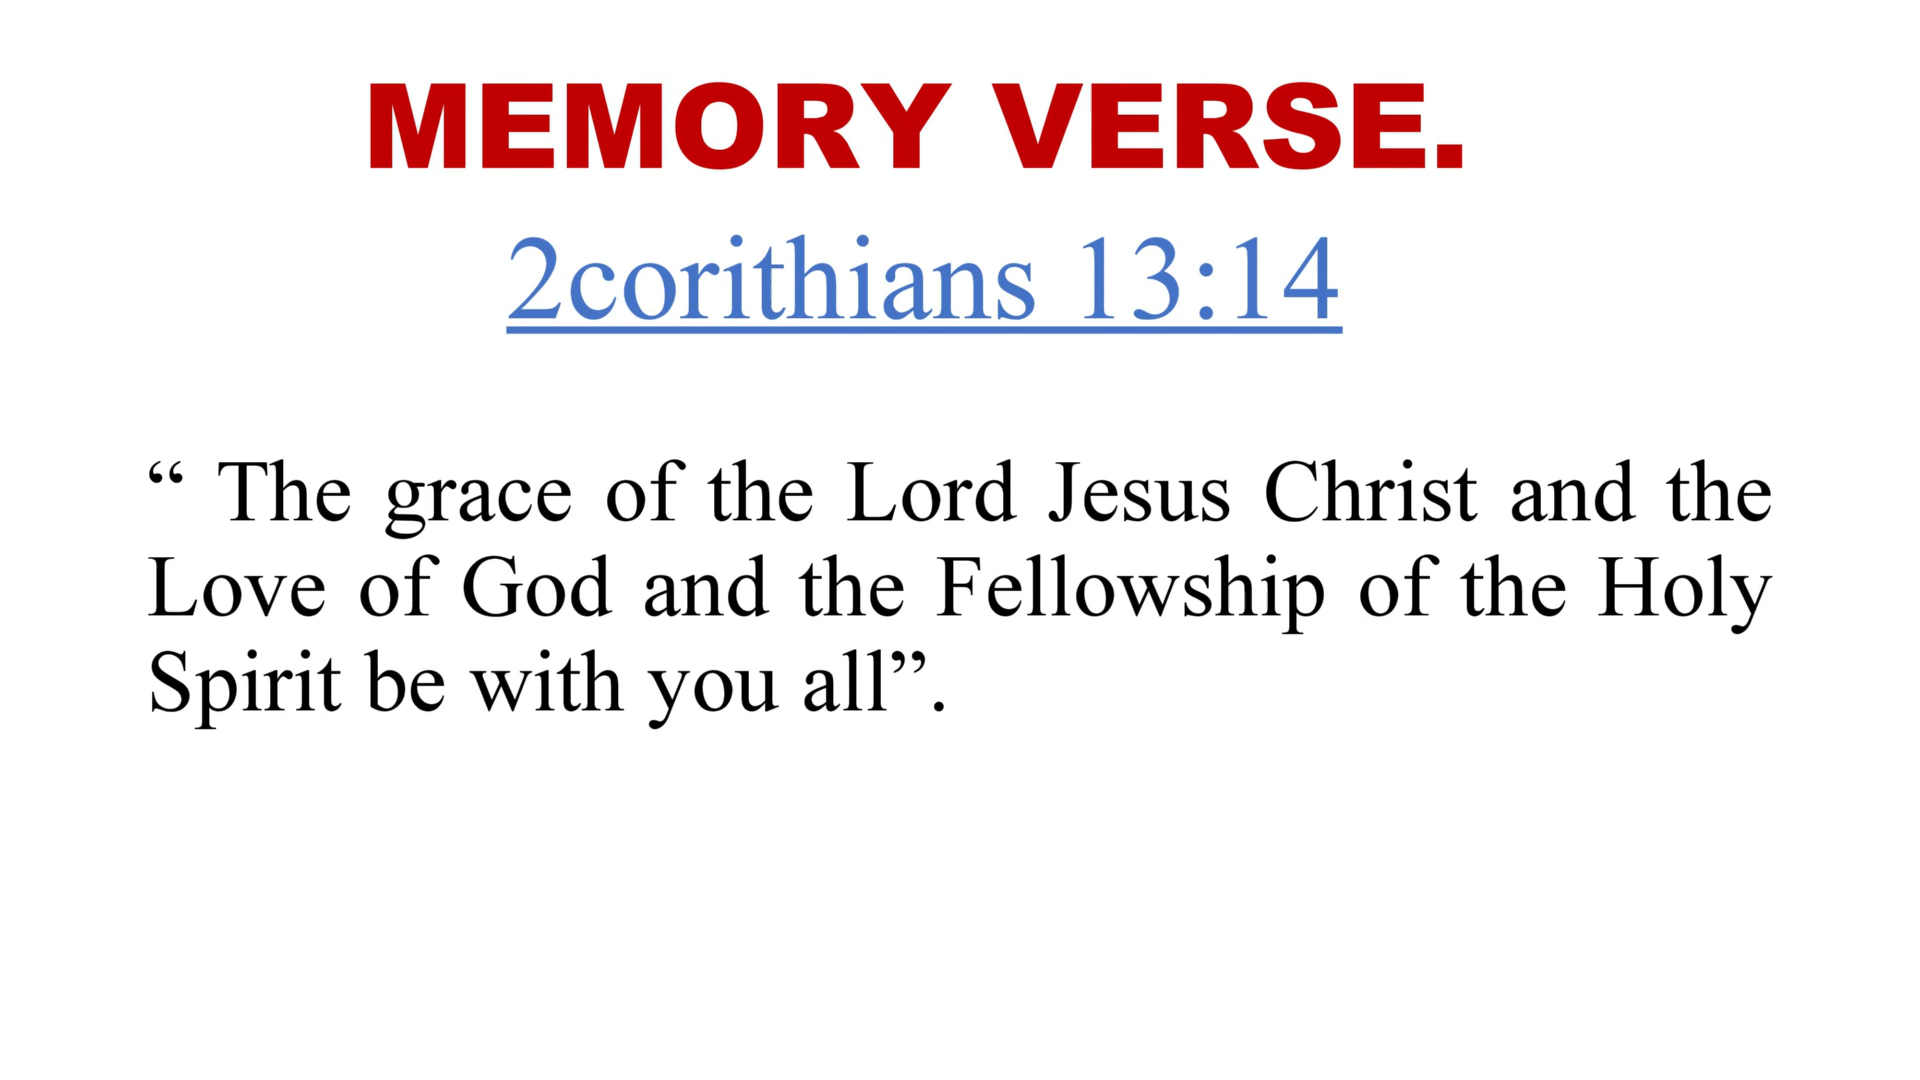 MEMORY VERSE.
2corithians 13:14
“ The grace of the Lord Jesus Christ and the
Love of God and the Fellowship of the Holy
Spirit be with you all”.